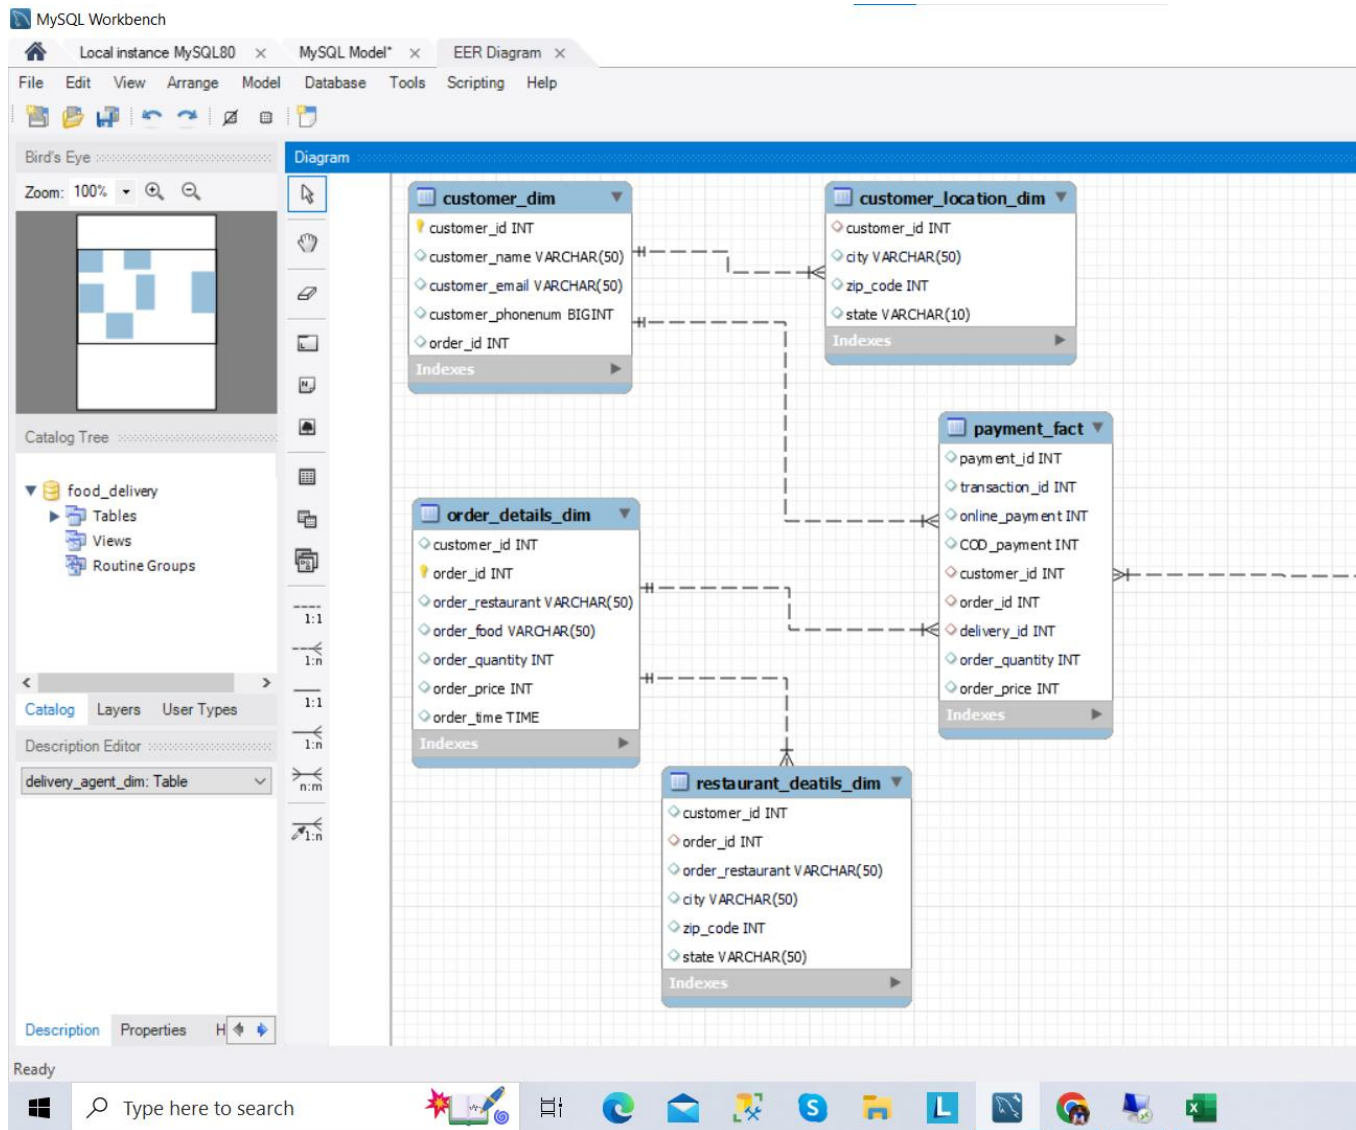 MySQL Workbench
Local instance MySQL80
MySQL Model*
EER Diagram
File Edit View Arrange Model Database Tools Scripting Help
Bird's Eye
Diagram
Zoom: 100%
customer_dim
customer_id INT
customer_name VARCHAR(50)
customer_email VARCHAR(50)
customer_phonenum BIGINT
order_id INT
Indexes
customer_location_dim
customer_id INT
city VARCHAR(50)
zip_code INT
state VARCHAR(10)
Indexes
Catalog Tree
food_delivery
Tables
Views
Routine Groups
payment_fact
payment_id INT
transaction_id INT
online_payment INT
COD_payment INT
customer_id INT
order_id INT
delivery_id INT
order_quantity INT
order_price INT
Indexes
order_details_dim
customer_id INT
order_id INT
order_restaurant VARCHAR(50)
order_food VARCHAR(50)
order_quantity INT
order_price INT
order_time TIME
Indexes
1:1
1:n
1:1
1:n
n:m
1:n
Catalog Layers User Types
Description Editor
delivery_agent_dim: Table
restaurant_deatils_dim
customer_id INT
order_id INT
order_restaurant VARCHAR(50)
city VARCHAR(50)
zip_code INT
state VARCHAR(50)
Indexes
Description Properties H
Ready
Type here to search